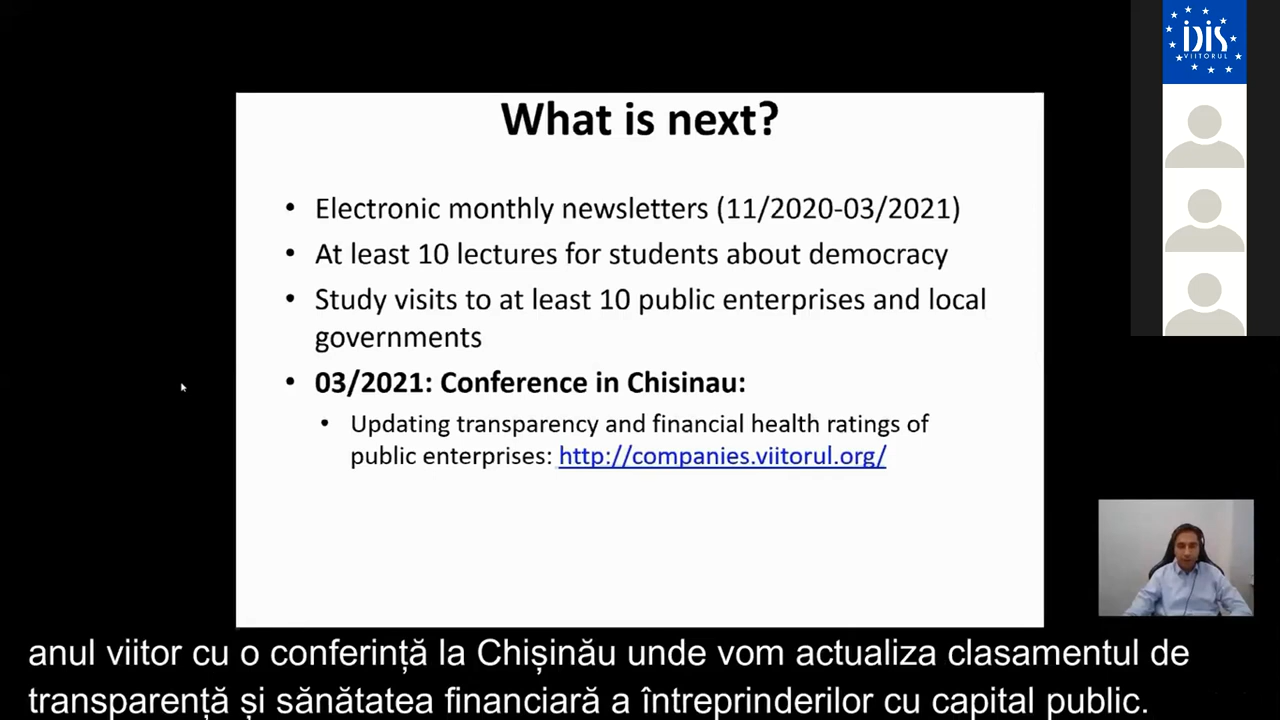 What is next?
• Electronic monthly newsletters (11/2020-03/2021)
• At least 10 lectures for students about democracy
• Study visits to at least 10 public enterprises and local
governments
• 03/2021: Conference in Chisinau:
• Updating transparency and financial health ratings of
public enterprises: http://companies.viitorul.org/
iDiS
VIITORUL
anul viitor cu o conferință la Chișinău unde vom actualiza clasamentul de
transparență și sănătatea financiară a întreprinderilor cu capital public.